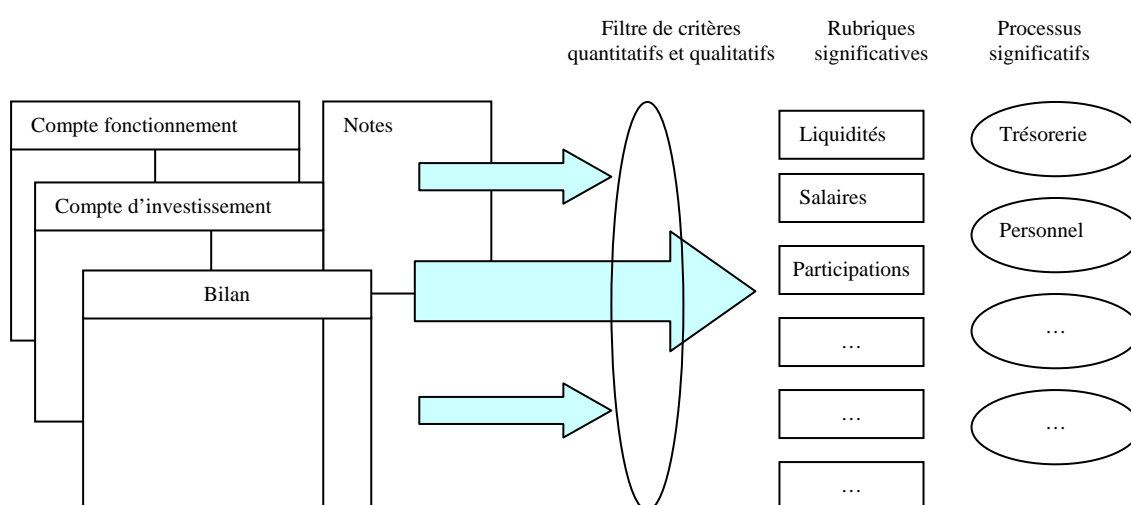 Filtre de critères
quantitatifs et qualitatifs
Rubriques
significatives
Processus
significatifs
Compte fonctionnement
Notes
Compte d’investissement
Bilan
Liquidités
Salaires
Participations
…
…
…
Trésorerie
Personnel
…
…